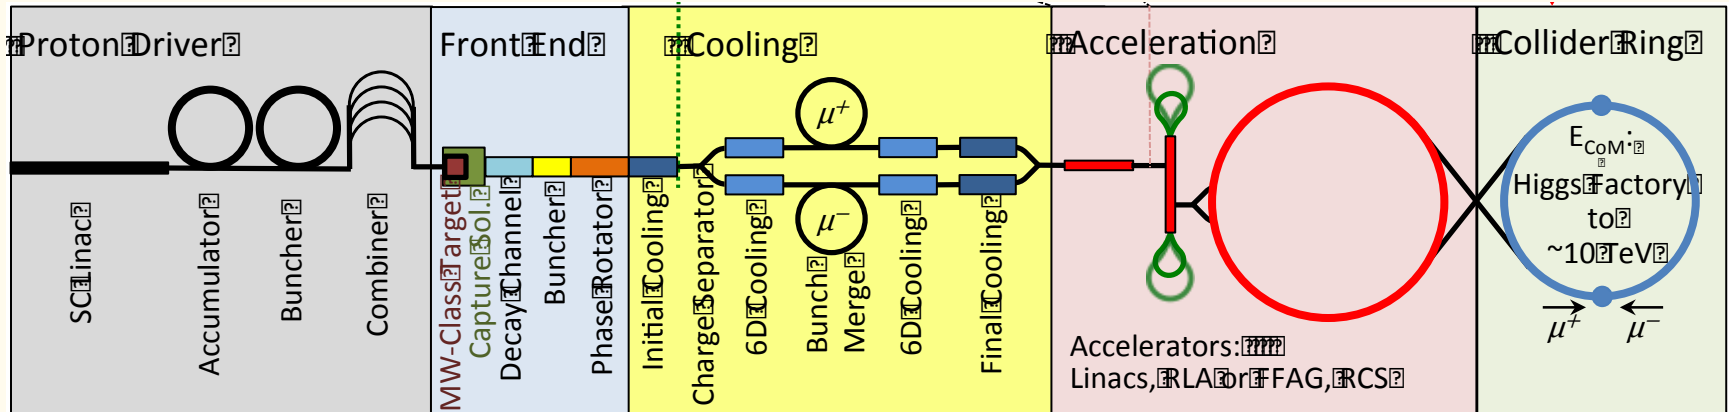 Proton Driver
Front End
Cooling
Acceleration
Collider Ring
SC Linac
Accumulator
Buncher
Combiner
MW-Class Target
Capture Sol.
Decay Channel
Buncher
Phase Rotator
Initial Cooling
Charge Separator
6D Cooling
μ+
μ−
Bunch
Merge
6D Cooling
Final Cooling
Accelerators:
Linacs, RLA or FFAG, RCS
ECoM:
Higgs Factory
to
~10 TeV
μ+
μ−